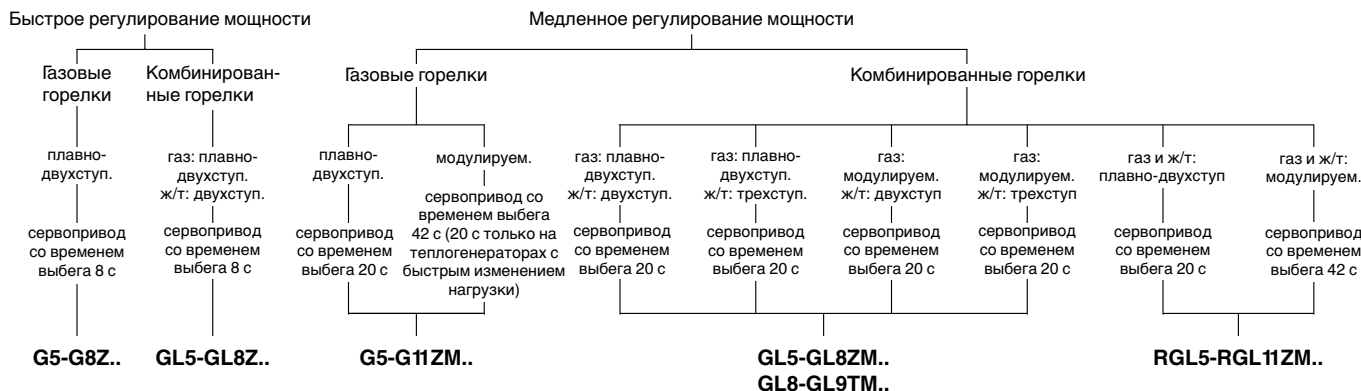 Быстрое регулирование мощности
Медленное регулирование мощности
Газовые
горелки
Комбинирован-
ные горелки
Газовые горелки
Комбинированные горелки
плавно-
двухступ.
сервопривод
со временем
выбега 8 с
газ: плавно-
двухступ.
ж/т: двухступ.
сервопривод
со временем
выбега 8 с
плавно-
двухступ.
сервопривод
со временем
выбега 20 с
модулируем.
сервопривод со
временем выбега
42 с (20 с только на
теплогенераторах с
быстрым изменением
нагрузки)
газ: плавно-
двухступ.
ж/т: двухступ.
сервопривод
со временем
выбега 20 с
газ: плавно-
двухступ.
ж/т: трехступ.
сервопривод
со временем
выбега 20 с
газ:
модулируем.
ж/т: двухступ
сервопривод
со временем
выбега 20 с
газ:
модулируем.
ж/т: трехступ
сервопривод
со временем
выбега 20 с
газ и ж/т:
плавно-двухступ
сервопривод
со временем
выбега 20 с
газ и ж/т:
модулируем.
сервопривод
со временем
выбега 42 с
G5-G8Z..
GL5-GL8Z..
G5-G11ZM..
GL5-GL8ZM..
GL8-GL9TM..
RGL5-RGL11ZM..